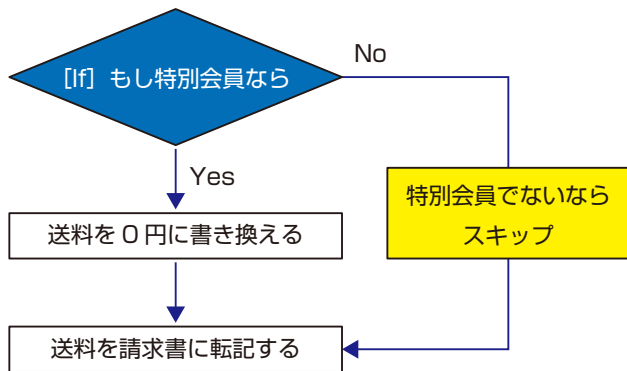 [If] もし特別会員なら
No
Yes
特別会員でないなら
スキップ
送料を0円に書き換える
送料を請求書に転記する